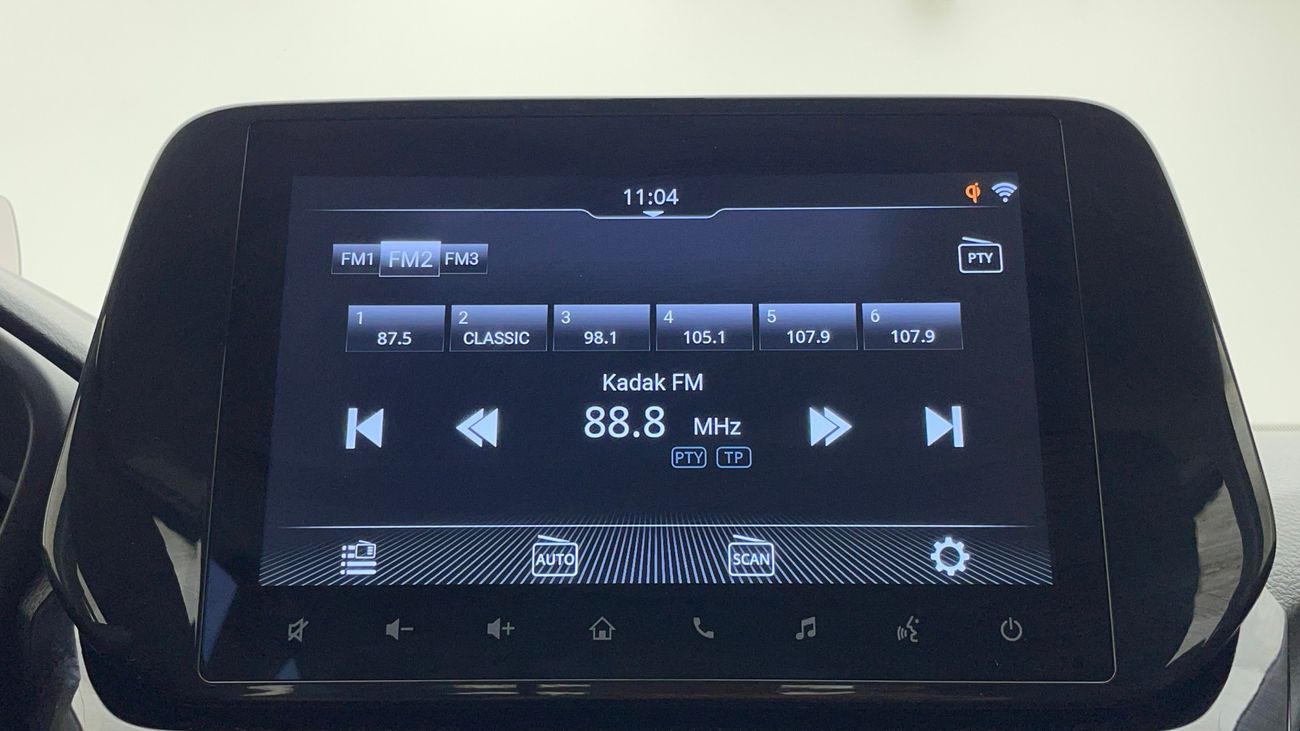 11:04
FM1 FM2 FM3
PTY
1 2 3 4 5 6
87.5 CLASSIC 98.1 105.1 107.9 107.9
Kadak FM
88.8 MHz
PTY TP
AUTO SCAN